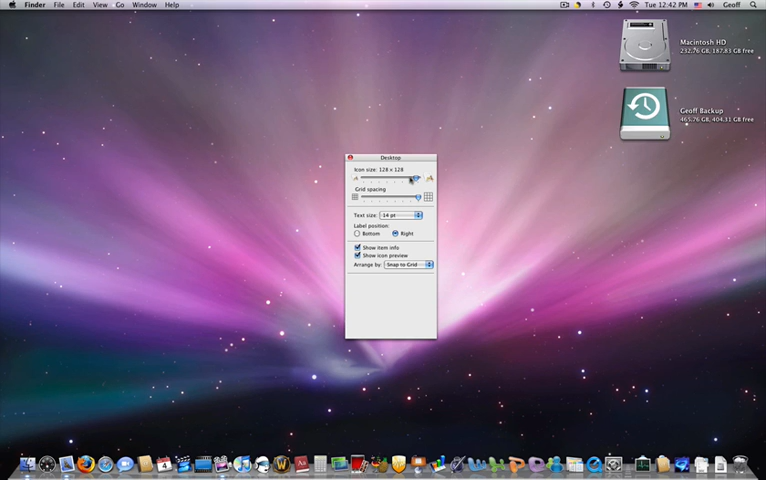 Finder File Edit View Go Window Help
Tue 12:42 PM Geoff
Macintosh HD
232.76 GB, 187.83 GB free
Geoff Backup
465.76 GB, 404.31 GB free
Desktop
Icon size: 128 x 128
Grid spacing
Text size: 14 pt
Label position:
Bottom Right
Show item info
Show icon preview
Arrange by: Snap to Grid
4